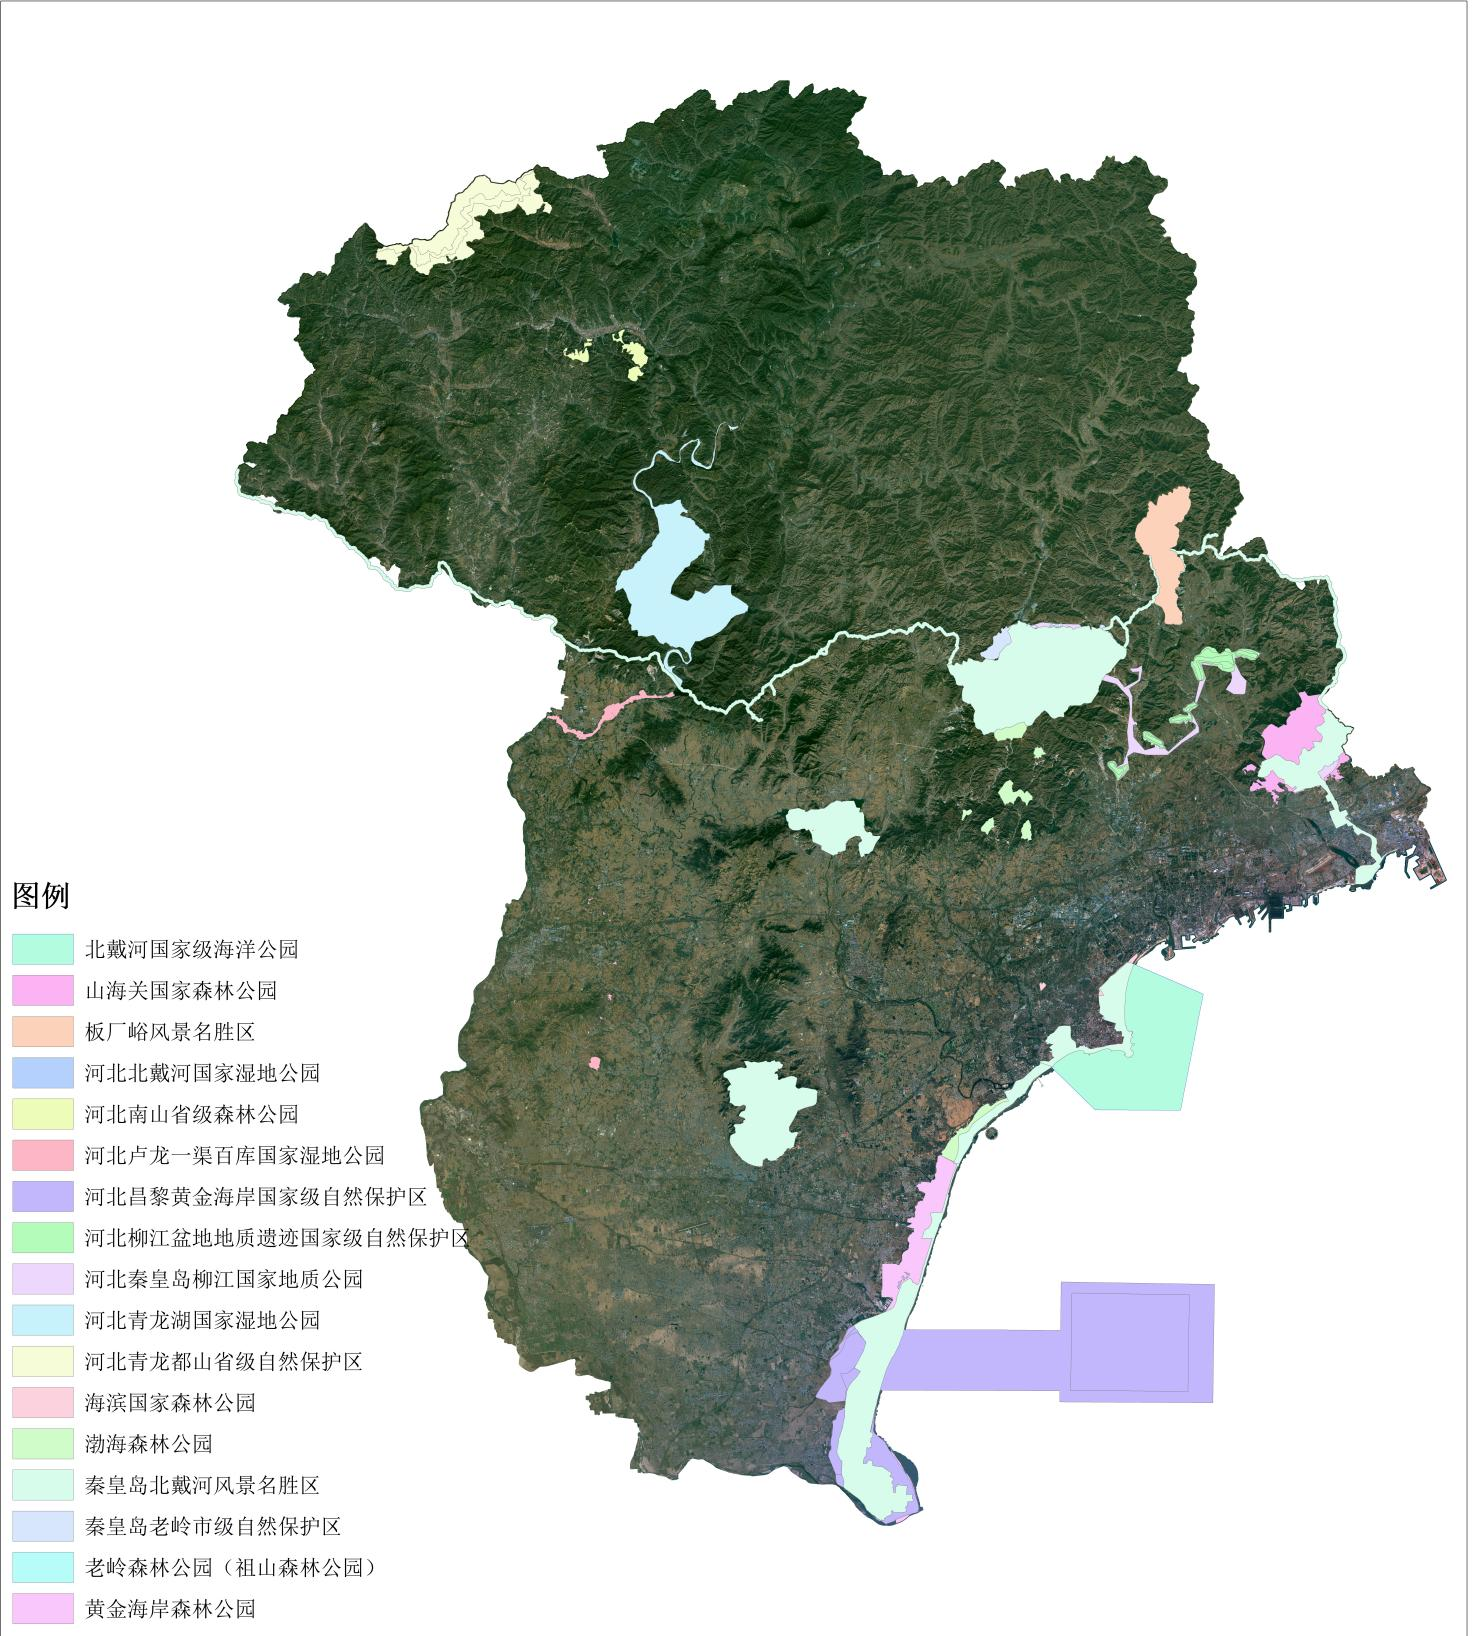 图例
北戴河国家级海洋公园
山海关国家森林公园
板厂峪风景名胜区
河北北戴河国家湿地公园
河北南山省级森林公园
河北卢龙一渠百库国家湿地公园
河北昌黎黄金海岸国家级自然保护区
河北柳江盆地地质遗迹国家级自然保护区
河北秦皇岛柳江国家地质公园
河北青龙湖国家湿地公园
河北青龙都山省级自然保护区
海滨国家森林公园
渤海森林公园
秦皇岛北戴河风景名胜区
秦皇岛老岭市级自然保护区
老岭森林公园（祖山森林公园）
黄金海岸森林公园